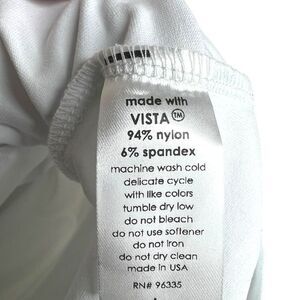 made with
VISTA™
94% nylon
6% spandex
machine wash cold
delicate cycle
with like colors
tumble dry low
do not bleach
do not use softener
do not iron
do not dry clean
made in USA
RN# 96335